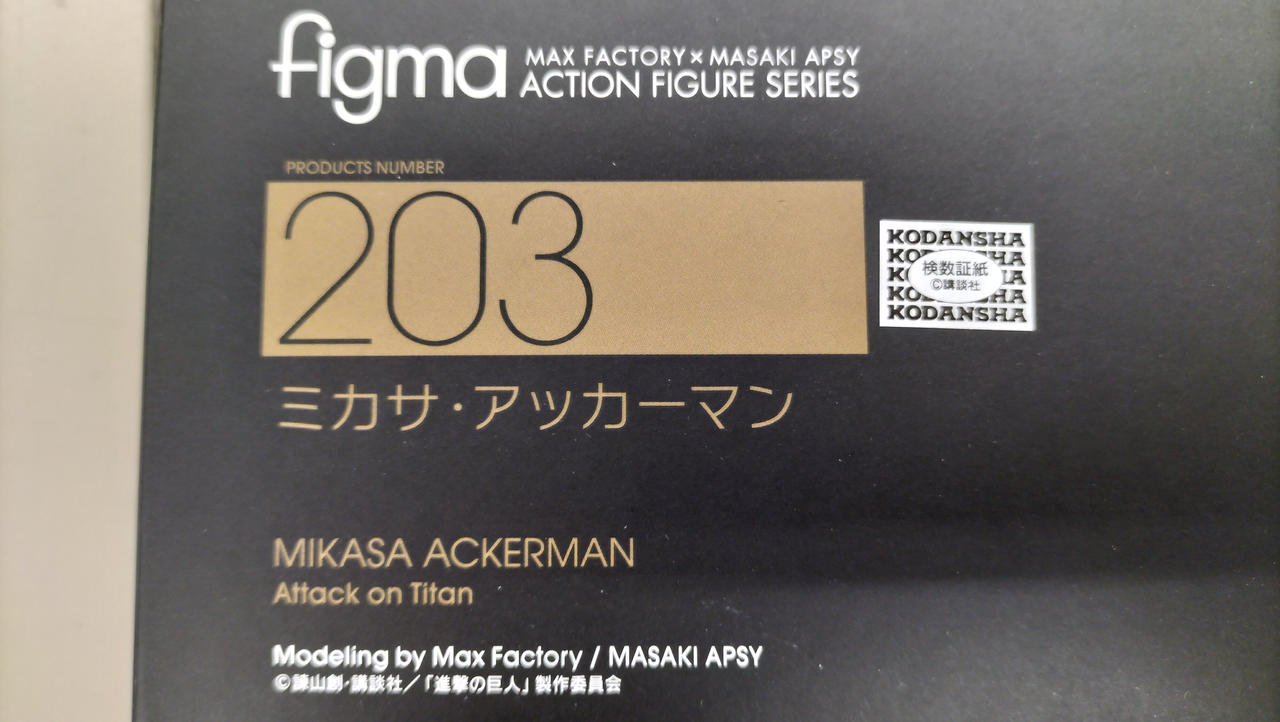 figma
MAX FACTORY×MASAKI APSY
ACTION FIGURE SERIES
PRODUCTS NUMBER
203
KODANSHA
検数証紙
©講談社
KODANSHA
ミカサ・アッカーマン
MIKASA ACKERMAN
Attack on Titan
Modeling by Max Factory / MASAKI APSY
©諫山創・講談社／「進撃の巨人」製作委員会